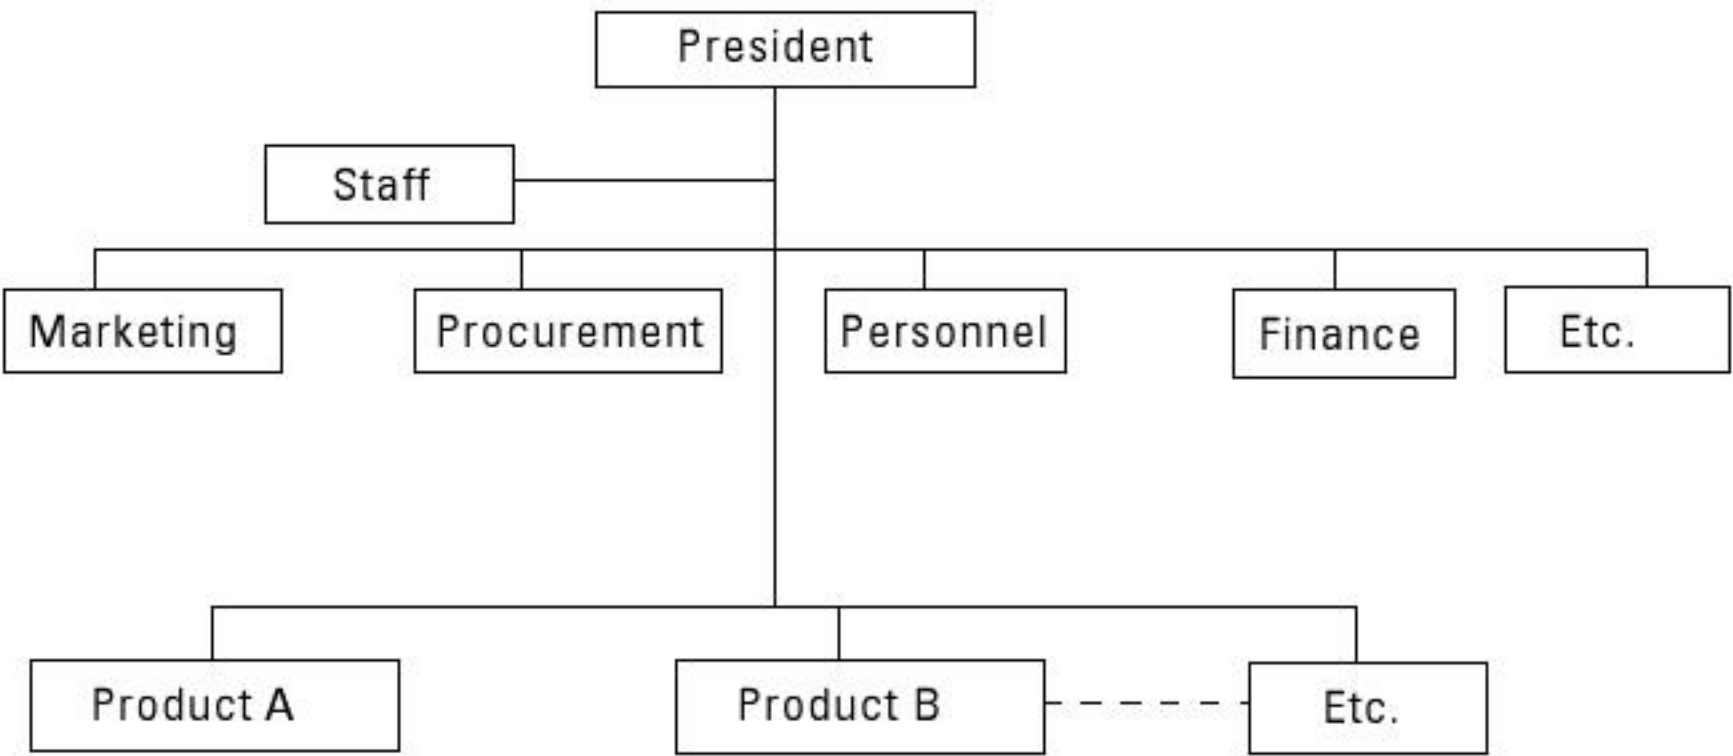 President
Staff
Marketing
Procurement
Personnel
Finance
Etc.
Product A
Product B
Etc.